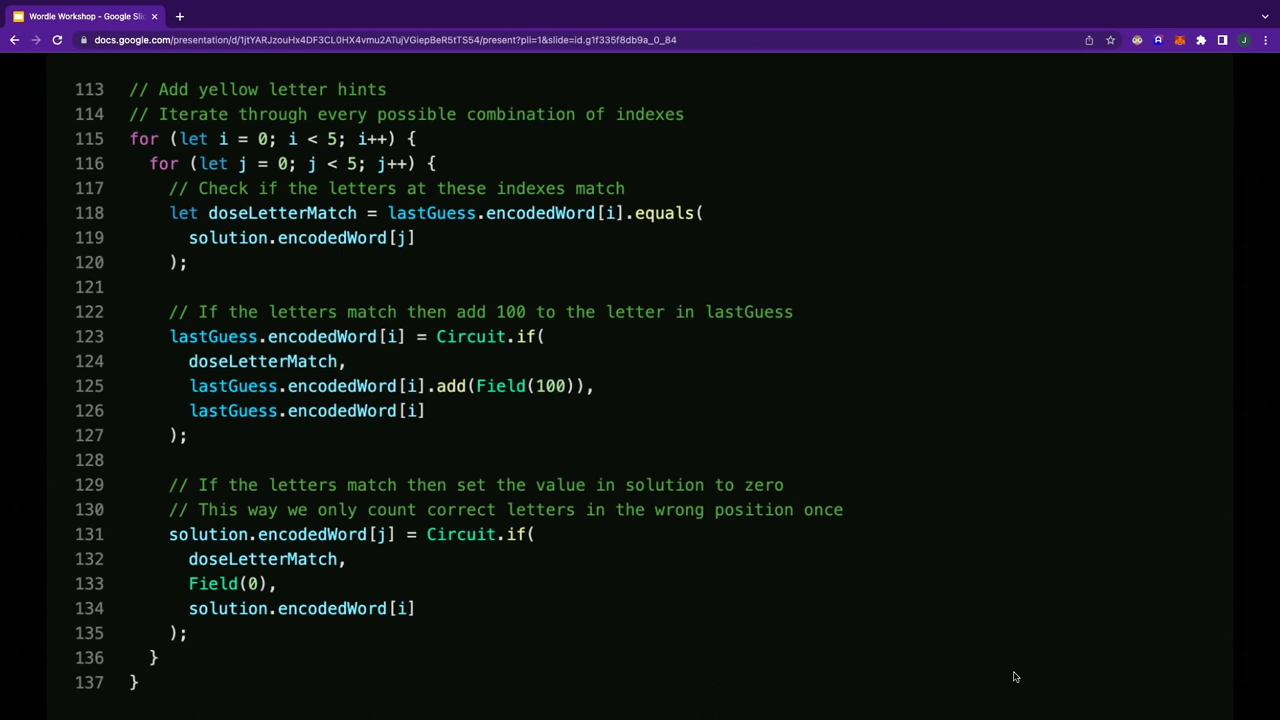 Wordle Workshop - Google Sli
docs.google.com/presentation/d/1jtYARJzouHx4DF3CL0HX4vmu2ATujVGiepBeR5tTS54/present?pli=1&slide=id.g1f335f8db9a_0_84
J
113 // Add yellow letter hints
114 // Iterate through every possible combination of indexes
115 for (let i = 0; i < 5; i++) {
116 for (let j = 0; j < 5; j++) {
117 // Check if the letters at these indexes match
118 let doseLetterMatch = lastGuess.encodedWord[i].equals(
119 solution.encodedWord[j]
120 );
121
122 // If the letters match then add 100 to the letter in lastGuess
123 lastGuess.encodedWord[i] = Circuit.if(
124 doseLetterMatch,
125 lastGuess.encodedWord[i].add(Field(100)),
126 lastGuess.encodedWord[i]
127 );
128
129 // If the letters match then set the value in solution to zero
130 // This way we only count correct letters in the wrong position once
131 solution.encodedWord[j] = Circuit.if(
132 doseLetterMatch,
133 Field(0),
134 solution.encodedWord[i]
135 );
136 }
137 }